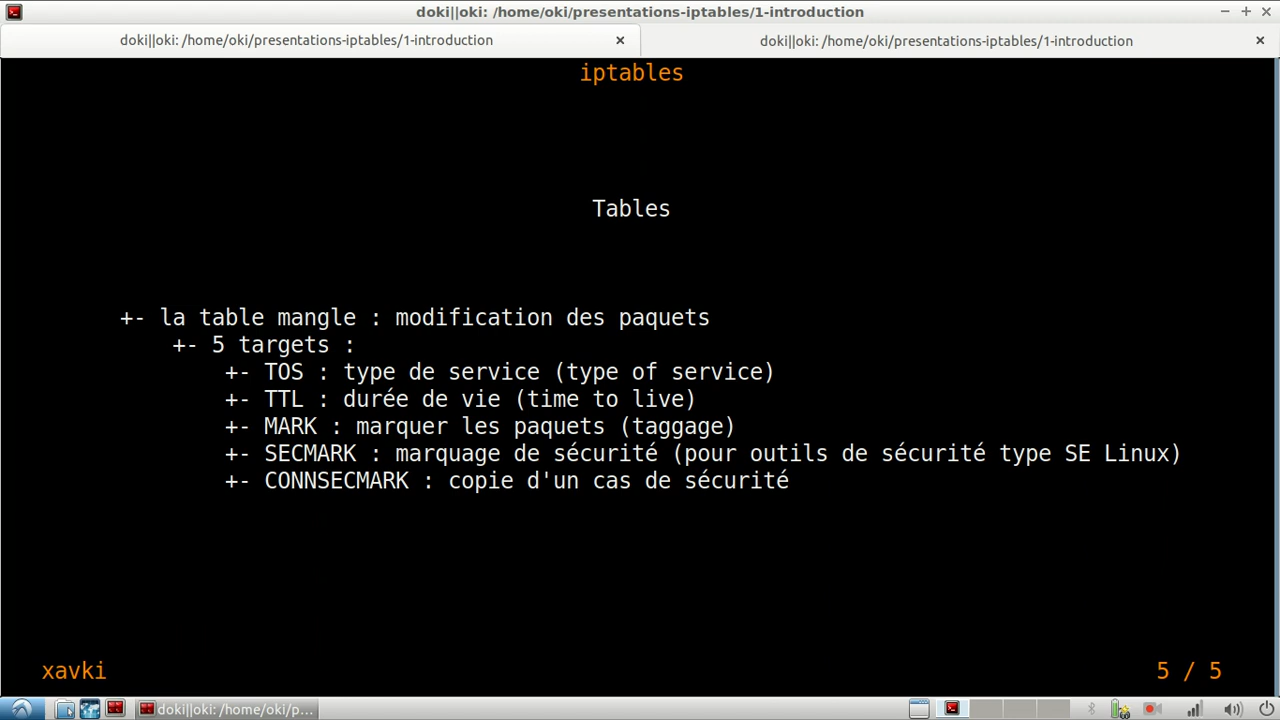 doki||oki: /home/oki/presentations-iptables/1-introduction
doki||oki: /home/oki/presentations-iptables/1-introduction
doki||oki: /home/oki/presentations-iptables/1-introduction
iptables
Tables
+- la table mangle : modification des paquets
+- 5 targets :
+- TOS : type de service (type of service)
+- TTL : durée de vie (time to live)
+- MARK : marquer les paquets (taggage)
+- SECMARK : marquage de sécurité (pour outils de sécurité type SE Linux)
+- CONNSECMARK : copie d'un cas de sécurité
xavki
5 / 5
doki||oki: /home/oki/p...